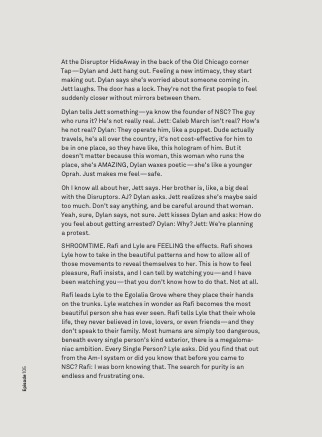 At the Disruptor HideAway in the back of the Old Chicago corner
Tap—Dylan and Jett hang out. Feeling a new intimacy, they start
making out. Dylan says she's worried about someone coming in.
Jett laughs. The door has a lock. They're not the first people to feel
suddenly closer without mirrors between them.
Dylan tells Jett something—ya know the founder of NSC? The guy
who runs it? He's not really real. Jett: Caleb March isn't real? How's
he not real? Dylan: They operate him, like a puppet. Dude actually
travels, he's all over the country, it's not cost-effective for him to
be in one place, so they have, like, this hologram of him. But it
doesn't matter because this woman, this woman who runs the
place, she's AMAZING, Dylan waxes poetic—she's like a younger
Oprah. Just makes me feel—safe.
Oh I know all about her, Jett says. Her brother is, like, a big deal
with the Disruptors. AJ? Dylan asks. Jett realizes she's maybe said
too much. Don't say anything, and be careful around that woman.
Yeah, sure, Dylan says, not sure. Jett kisses Dylan and asks: How do
you feel about getting arrested? Dylan: Why? Jett: We're planning
a protest.
SHROOMTIME. Rafi and Lyle are FEELING the effects. Rafi shows
Lyle how to take in the beautiful patterns and how to allow all of
those movements to reveal themselves to her. This is how to feel
pleasure, Rafi insists, and I can tell by watching you—and I have
been watching you—that you don't know how to do that. Not at all.
Rafi leads Lyle to the Egolalia Grove where they place their hands
on the trunks. Lyle watches in wonder as Rafi becomes the most
beautiful person she has ever seen. Rafi tells Lyle that their whole
life, they never believed in love, lovers, or even friends—and they
don't speak to their family. Most humans are simply too dangerous,
beneath every single person's kind exterior, there is a megaloma-
niac ambition. Every Single Person? Lyle asks. Did you find that out
from the Am-I system or did you know that before you came to
NSC? Rafi: I was born knowing that. The search for purity is an
endless and frustrating one.
Episode 105